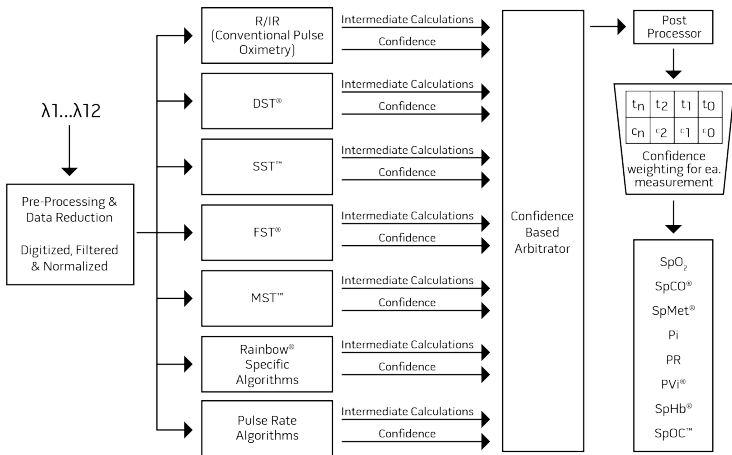 λ1...λ12
Pre-Processing &
Data Reduction
Digitized, Filtered
& Normalized
R/IR
(Conventional Pulse
Oximetry)
Intermediate Calculations
Confidence
DST®
Intermediate Calculations
Confidence
SST™
Intermediate Calculations
Confidence
FST®
Intermediate Calculations
Confidence
MST™
Intermediate Calculations
Confidence
Rainbow®
Specific
Algorithms
Intermediate Calculations
Confidence
Pulse Rate
Algorithms
Intermediate Calculations
Confidence
Confidence
Based
Arbitrator
Post
Processor
tn t2 t1 t0
cn c2 c1 c0
Confidence
weighting for ea.
measurement
SpO₂
SpCO®
SpMet®
Pi
PR
PVi®
SpHb®
SpOC™